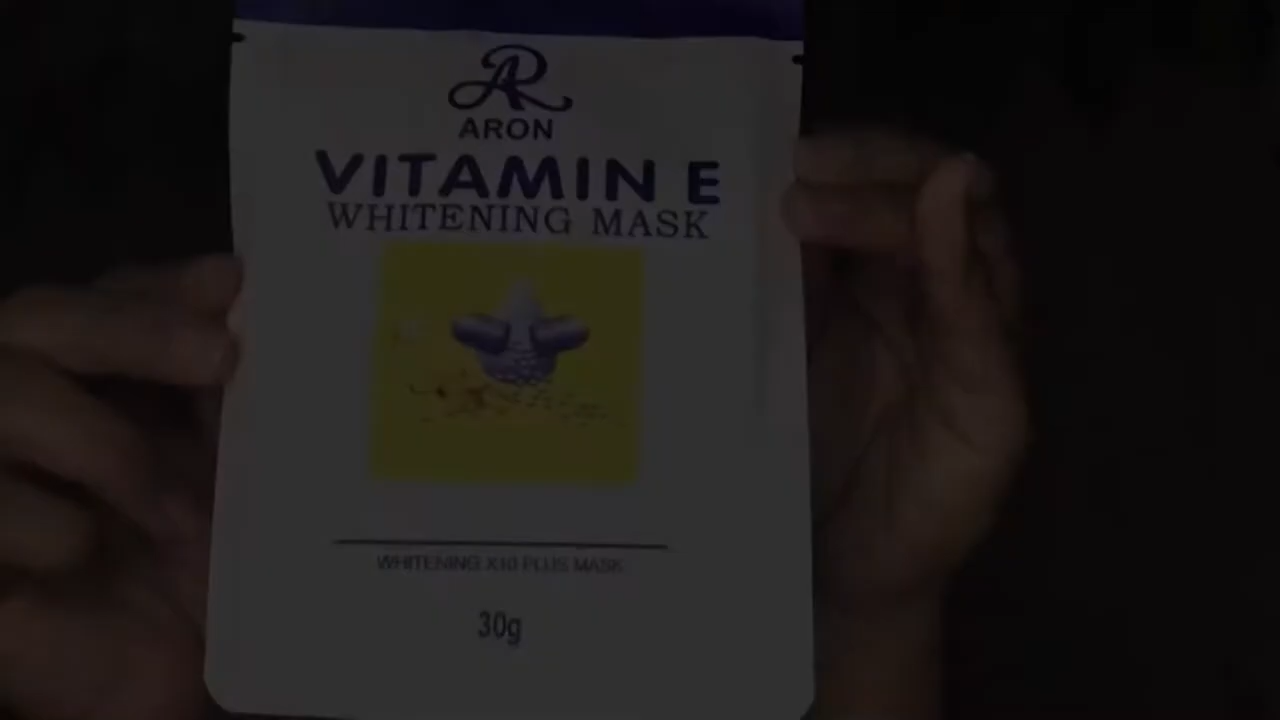 AR
ARON
VITAMIN E
WHITENING MASK
WHITENING X10 PLUS MASK
30g